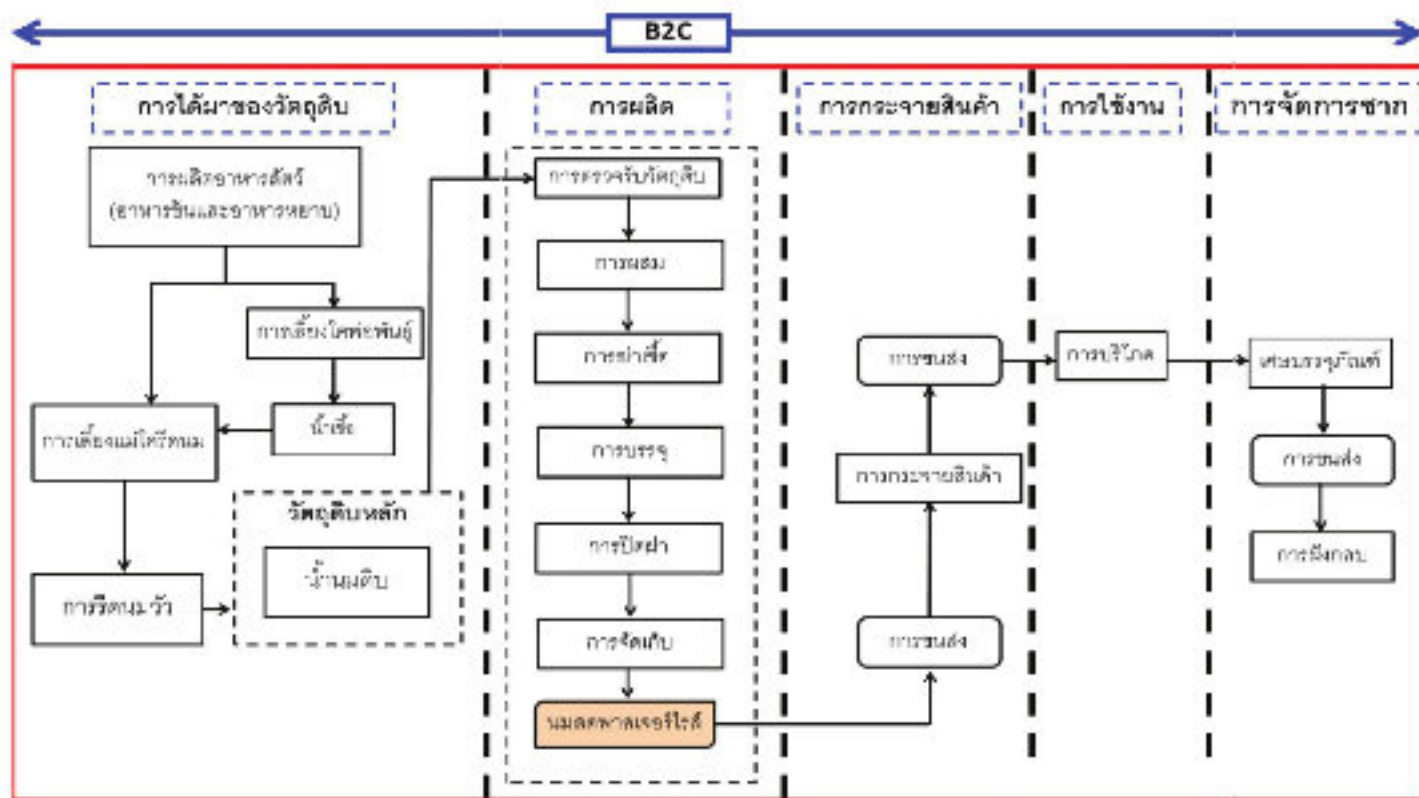 B2C
การได้มาของวัตถุดิบ
การผลิตอาหารสัตว์
(อาหารข้นและอาหารหยาบ)
การเลี้ยงโคพ่อพันธุ์
น้ำเชื้อ
การเลี้ยงแม่โครีดนม
การรีดนมวัว
วัตถุดิบหลัก
น้ำนมดิบ
การผลิต
การตรวจรับวัตถุดิบ
การผสม
การฆ่าเชื้อ
การบรรจุ
การปิดฝา
การจัดเก็บ
นมสดพาสเจอร์ไรส์
การกระจายสินค้า
การขนส่ง
การกระจายสินค้า
การขนส่ง
การใช้งาน
การบริโภค
การจัดการซาก
เศษบรรจุภัณฑ์
การขนส่ง
การฝังกลบ